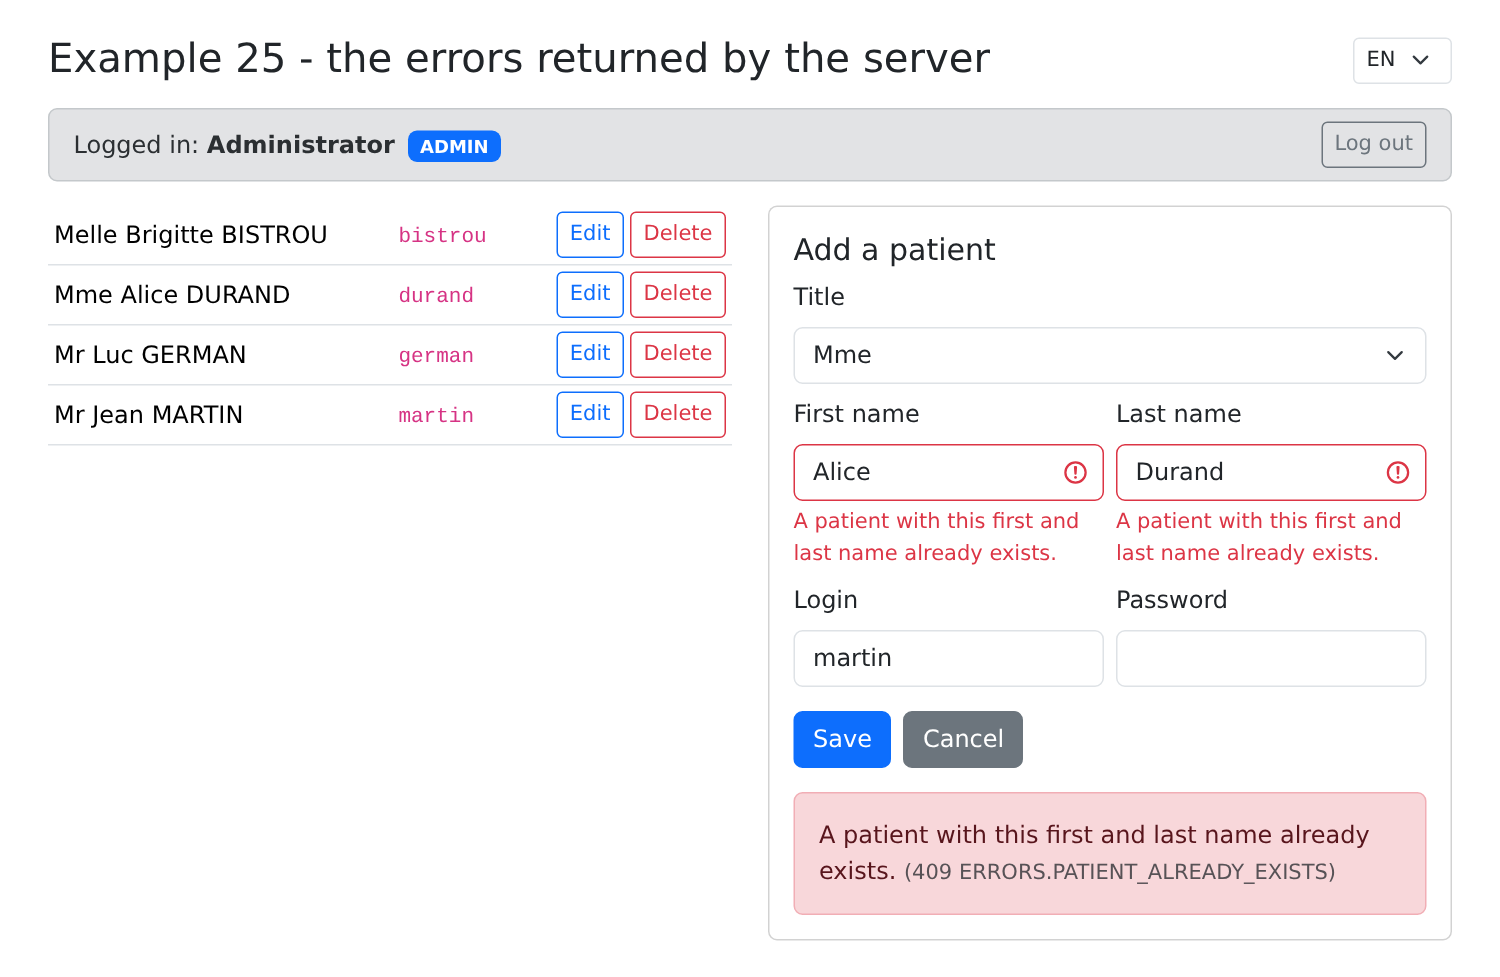 Example 25 - the errors returned by the server
EN
Logged in: Administrator ADMIN
Log out
Melle Brigitte BISTROU bistrou Edit Delete
Mme Alice DURAND durand Edit Delete
Mr Luc GERMAN german Edit Delete
Mr Jean MARTIN martin Edit Delete
Add a patient
Title
Mme
First name
Alice
A patient with this first and
last name already exists.
Last name
Durand
A patient with this first and
last name already exists.
Login
martin
Password
Save Cancel
A patient with this first and last name already
exists. (409 ERRORS.PATIENT_ALREADY_EXISTS)